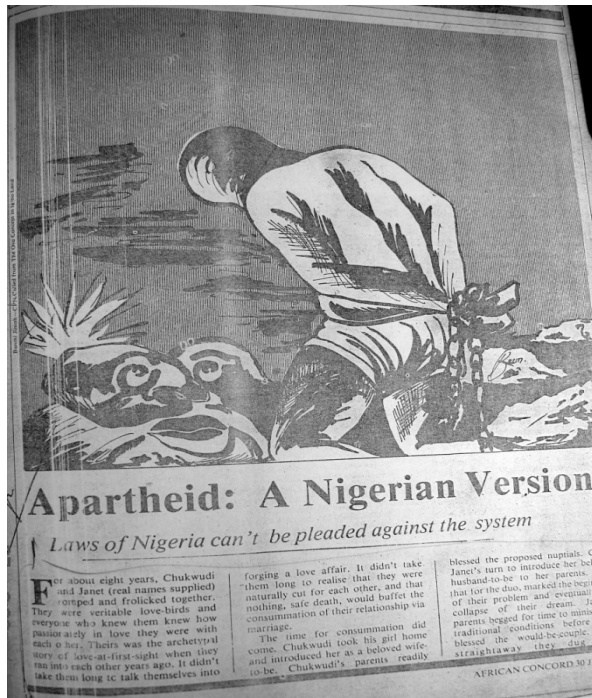 Apartheid: A Nigerian Version
Laws of Nigeria can't be pleaded against the system
For about eight years, Chukwudi
and Janet (real names supplied)
romped and frolicked together.
They were veritable love-birds and
everyone who knew them knew how
passionately in love they were with
each other. Theirs was the archetypal
story of love-at-first-sight when they
ran into each other years ago. It didn't
take them long to talk themselves into
forging a love affair. It didn't take
them long to realise that they were
naturally cut for each other, and that
nothing, safe death, would buffet the
consummation of their relationship via
marriage.
The time for consummation did
come. Chukwudi took his girl home
and introduced her as a beloved wife-
to-be. Chukwudi's parents readily
blessed the proposed nuptials.
Janet's turn to introduce her
husband-to-be to her parents.
that for the duo, marked the
of their problem and
collapse of their dream.
parents begged for time to
traditional conditions before
blessed the would-be-couple.
straightaway they dug
AFRICAN CONCORD 30